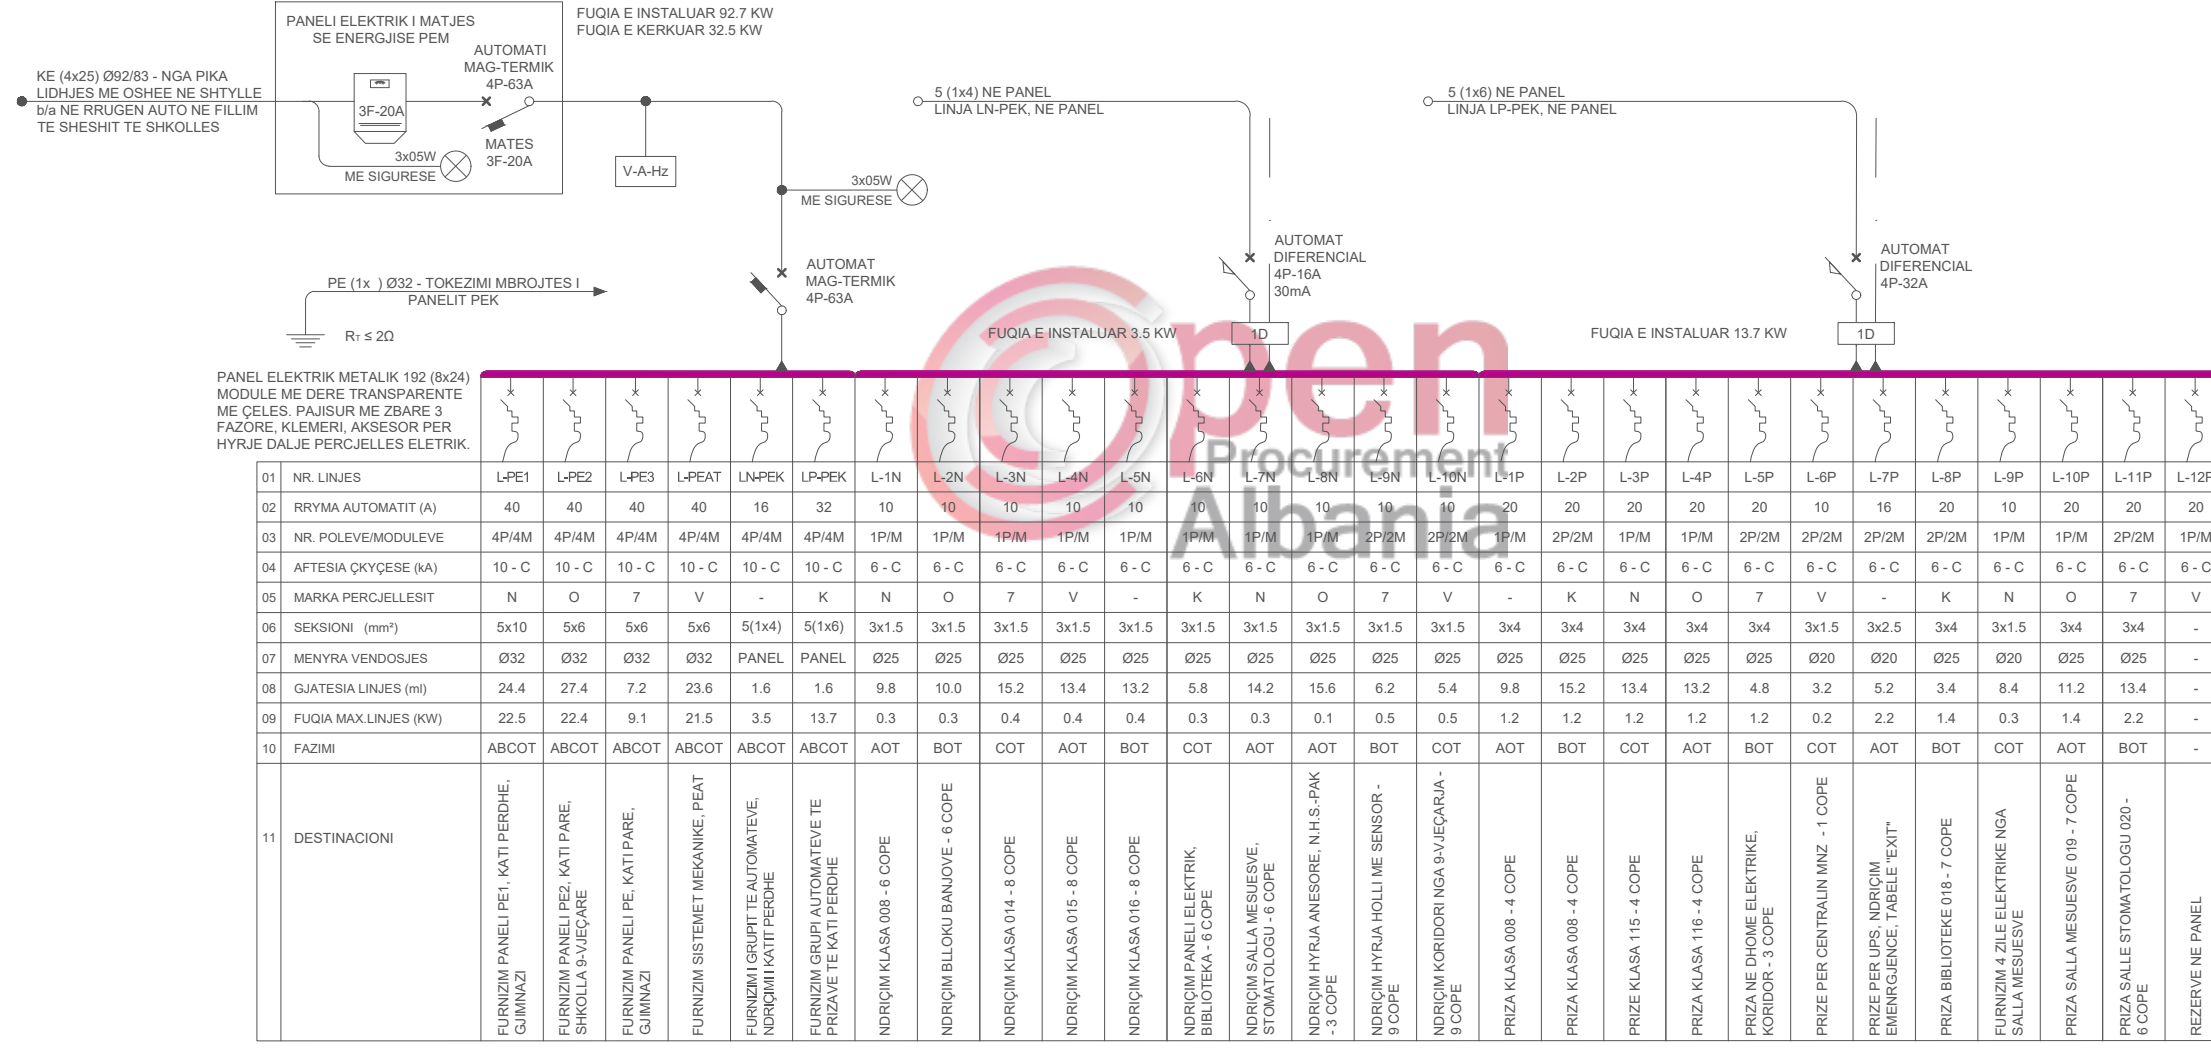 PANELI ELEKTRIK I MATJES
SE ENERGJISE PEM
FUQIA E INSTALUAR 92.7 KW
FUQIA E KERKUAR 32.5 KW
KE (4x25) Ø92/83 - NGA PIKA
LIDHJES ME OSHEE NE SHTYLLE
b/a NE RRUGEN AUTO NE FILLIM
TE SHESHIT TE SHKOLLES
3F-20A
AUTOMATI
MAG-TERMIK
4P-63A
MATES
3F-20A
3x05W
ME SIGURESE
V-A-Hz
3x05W
ME SIGURESE
5 (1x4) NE PANEL
LINJA LN-PEK, NE PANEL
5 (1x6) NE PANEL
LINJA LP-PEK, NE PANEL
AUTOMAT
MAG-TERMIK
4P-63A
AUTOMAT
DIFERENCIAL
4P-16A
30mA
AUTOMAT
DIFERENCIAL
4P-32A
PE (1x ) Ø32 - TOKEZIMI MBROJTES I
PANELIT PEK
RT ≤ 2Ω
FUQIA E INSTALUAR 3.5 KW
1D
FUQIA E INSTALUAR 13.7 KW
1D
Open
Procurement
Albania
PANEL ELEKTRIK METALIK 192 (8x24)
MODULE ME DERE TRANSPARENTE
ME ÇELES. PAJISUR ME ZBARE 3
FAZORE, KLEMERI, AKSESOR PER
HYRJE DALJE PERCJELLES ELETRIK.
01 NR. LINJES L-PE1 L-PE2 L-PE3 L-PEAT LN-PEK LP-PEK L-1N L-2N L-3N L-4N L-5N L-6N L-7N L-8N L-9N L-10N L-1P L-2P L-3P L-4P L-5P L-6P L-7P L-8P L-9P L-10P L-11P L-12P
02 RRYMA AUTOMATIT (A) 40 40 40 40 16 32 10 10 10 10 10 10 10 10 10 10 20 20 20 20 20 10 16 20 10 20 20 20
03 NR. POLEVE/MODULEVE 4P/4M 4P/4M 4P/4M 4P/4M 4P/4M 4P/4M 1P/M 1P/M 1P/M 1P/M 1P/M 1P/M 1P/M 1P/M 2P/2M 2P/2M 1P/M 2P/2M 1P/M 1P/M 2P/2M 2P/2M 2P/2M 2P/2M 1P/M 1P/M 2P/2M 1P/M
04 AFTESIA ÇKYÇESE (kA) 10 - C 10 - C 10 - C 10 - C 10 - C 10 - C 6 - C 6 - C 6 - C 6 - C 6 - C 6 - C 6 - C 6 - C 6 - C 6 - C 6 - C 6 - C 6 - C 6 - C 6 - C 6 - C 6 - C 6 - C 6 - C 6 - C 6 - C 6 - C
05 MARKA PERCJELLESIT N O 7 V - K N O 7 V - K N O 7 V - K N O 7 V - K N O 7 V
06 SEKSIONI (mm²) 5x10 5x6 5x6 5x6 5(1x4) 5(1x6) 3x1.5 3x1.5 3x1.5 3x1.5 3x1.5 3x1.5 3x1.5 3x1.5 3x1.5 3x1.5 3x4 3x4 3x4 3x4 3x4 3x1.5 3x2.5 3x4 3x1.5 3x4 3x4 -
07 MENYRA VENDOSJES Ø32 Ø32 Ø32 Ø32 PANEL PANEL Ø25 Ø25 Ø25 Ø25 Ø25 Ø25 Ø25 Ø25 Ø25 Ø25 Ø25 Ø25 Ø25 Ø25 Ø25 Ø20 Ø20 Ø25 Ø20 Ø25 Ø25 -
08 GJATESIA LINJES (ml) 24.4 27.4 7.2 23.6 1.6 1.6 9.8 10.0 15.2 13.4 13.2 5.8 14.2 15.6 6.2 5.4 9.8 15.2 13.4 13.2 4.8 3.2 5.2 3.4 8.4 11.2 13.4 -
09 FUQIA MAX.LINJES (KW) 22.5 22.4 9.1 21.5 3.5 13.7 0.3 0.3 0.4 0.4 0.4 0.3 0.3 0.1 0.5 0.5 1.2 1.2 1.2 1.2 1.2 0.2 2.2 1.4 0.3 1.4 2.2 -
10 FAZIMI ABCOT ABCOT ABCOT ABCOT ABCOT ABCOT AOT BOT COT AOT BOT COT AOT AOT BOT COT AOT BOT COT AOT BOT COT AOT BOT COT AOT BOT -
11 DESTINACIONI
FURNIZIM PANELI PE1, KATI PERDHE,
GJIMNAZI
FURNIZIM PANELI PE2, KATI PARE,
SHKOLLA 9-VJEÇARE
FURNIZIM PANELI PE, KATI PARE,
GJIMNAZI
FURNIZIM SISTEMET MEKANIKE, PEAT
FURNIZIM I GRUPIT TE AUTOMATEVE,
NDRIÇIMI I KATIT PERDHE
FURNIZIM GRUPI AUTOMATEVE TE
PRIZAVE TE KATI PERDHE
NDRIÇIM KLASA 008 - 6 COPE
NDRIÇIM BLLOKU BANJOVE - 6 COPE
NDRIÇIM KLASA 014 - 8 COPE
NDRIÇIM KLASA 015 - 8 COPE
NDRIÇIM KLASA 016 - 8 COPE
NDRIÇIM PANELI ELEKTRIK,
BIBLIOTEKA - 6 COPE
NDRIÇIM SALLA MESUESVE,
STOMATOLOGU - 6 COPE
NDRIÇIM HYRJA ANESORE, N.H.S.-PAK
- 3 COPE
NDRIÇIM HYRJA HOLLI ME SENSOR -
9 COPE
NDRIÇIM KORIDORI NGA 9-VJEÇARJA -
9 COPE
PRIZA KLASA 008 - 4 COPE
PRIZA KLASA 008 - 4 COPE
PRIZE KLASA 115 - 4 COPE
PRIZA KLASA 116 - 4 COPE
PRIZA NE DHOME ELEKTRIKE,
KORIDOR - 3 COPE
PRIZE PER CENTRALIN MNZ - 1 COPE
PRIZE PER UPS, NDRIÇIM
EMENRGJENCE, TABELE "EXIT"
PRIZA BIBLIOTEKE 018 - 7 COPE
FURNIZIM 4 ZILE ELEKTRIKE NGA
SALLA MESUESVE
PRIZA SALLA MESUESVE 019 - 7 COPE
PRIZA SALLE STOMATOLOGU 020 -
6 COPE
REZERVE NE PANEL